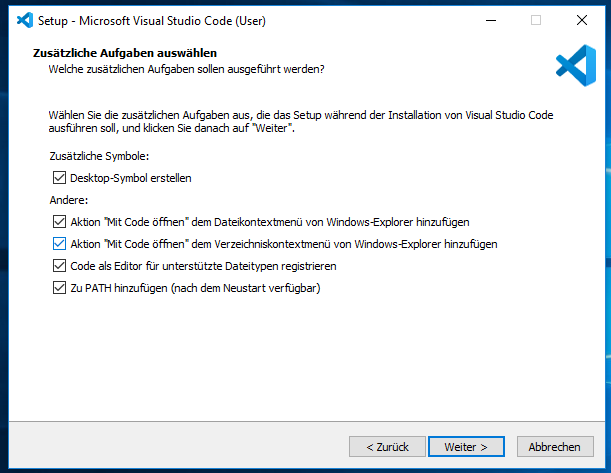 Setup - Microsoft Visual Studio Code (User)
Zusätzliche Aufgaben auswählen
Welche zusätzlichen Aufgaben sollen ausgeführt werden?
Wählen Sie die zusätzlichen Aufgaben aus, die das Setup während der Installation von Visual Studio Code
ausführen soll, und klicken Sie danach auf "Weiter".
Zusätzliche Symbole:
Desktop-Symbol erstellen
Andere:
Aktion "Mit Code öffnen" dem Dateikontextmenü von Windows-Explorer hinzufügen
Aktion "Mit Code öffnen" dem Verzeichniskontextmenü von Windows-Explorer hinzufügen
Code als Editor für unterstützte Dateitypen registrieren
Zu PATH hinzufügen (nach dem Neustart verfügbar)
< Zurück Weiter > Abbrechen